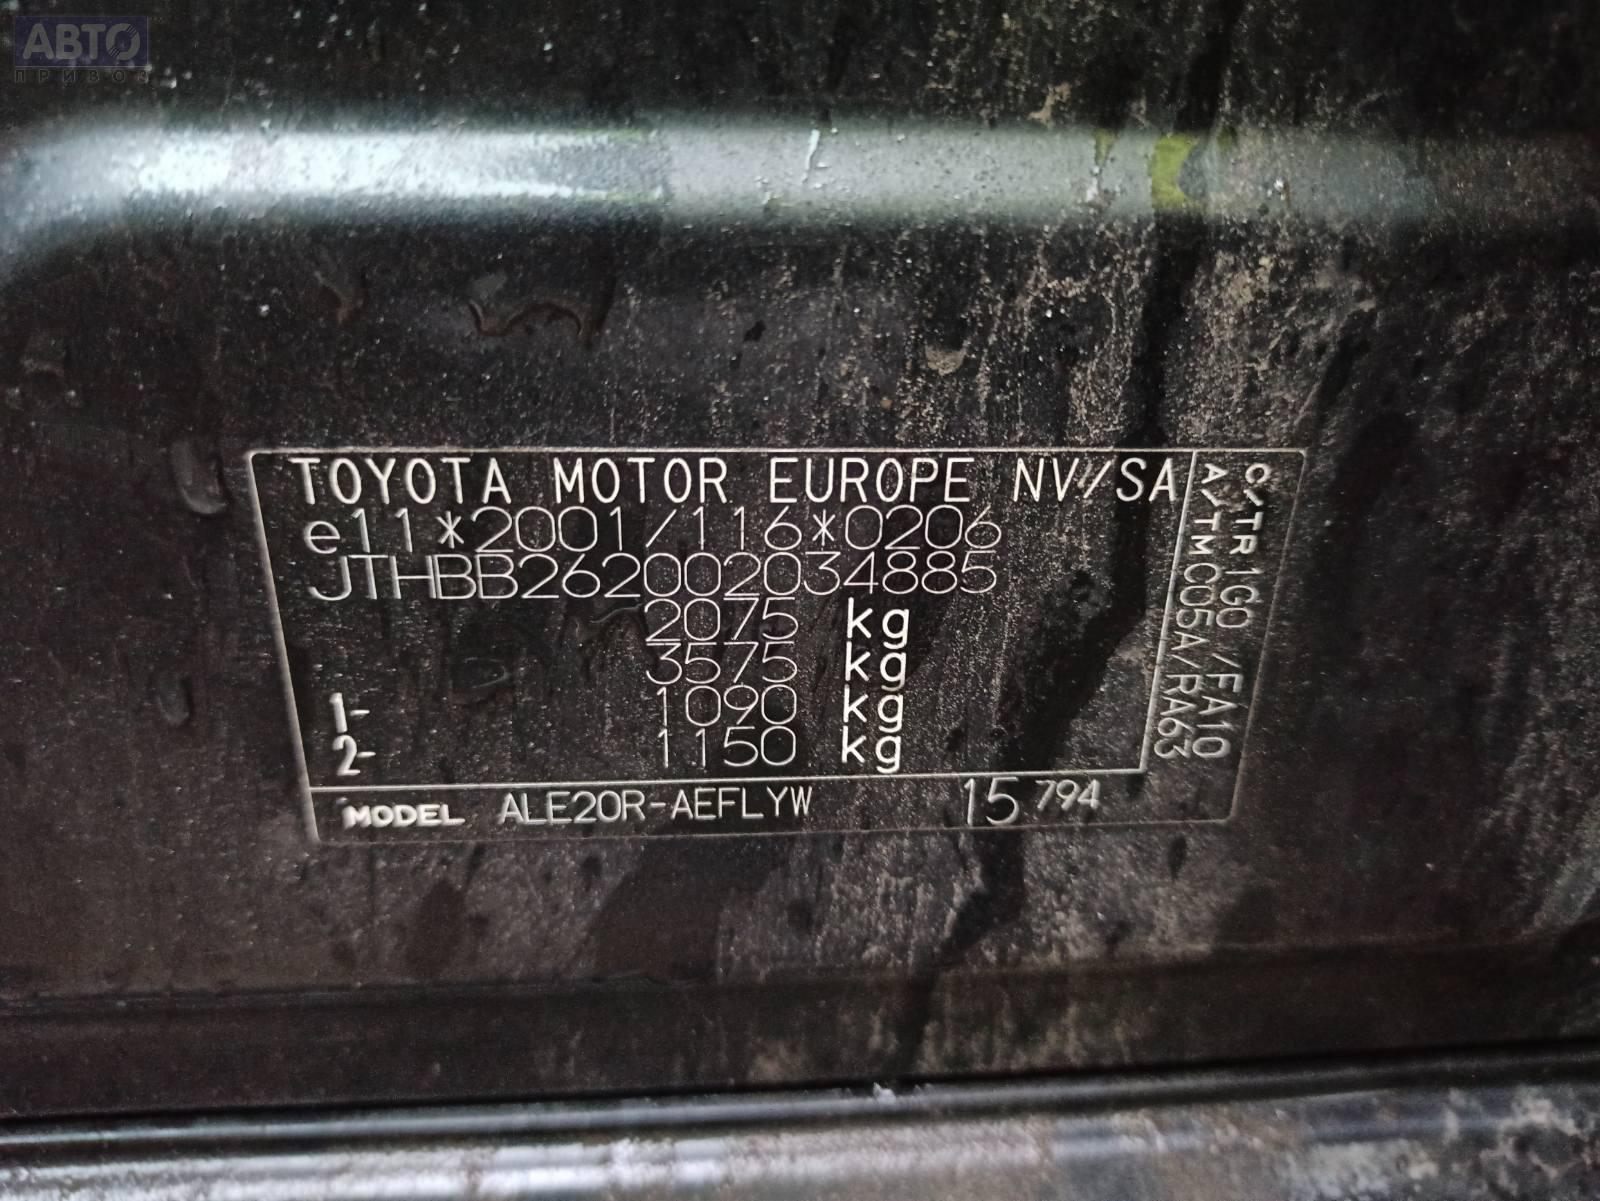 АВТО
ПРИВОЗ
TOYOTA MOTOR EUROPE NV/SA
e11*2001/116*0206
JTHBB262002034885
2075 kg
3575 kg
1- 1090 kg
2- 1150 kg
MODEL ALE20R-AEFLYW 15 794
C/TR 1G0 /FA10
A/TM C05A/RA63